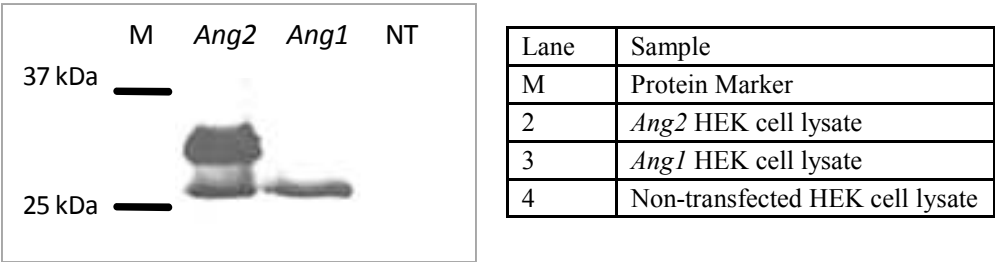 M Ang2 Ang1 NT
37 kDa
25 kDa
Lane Sample
M Protein Marker
2 Ang2 HEK cell lysate
3 Ang1 HEK cell lysate
4 Non-transfected HEK cell lysate